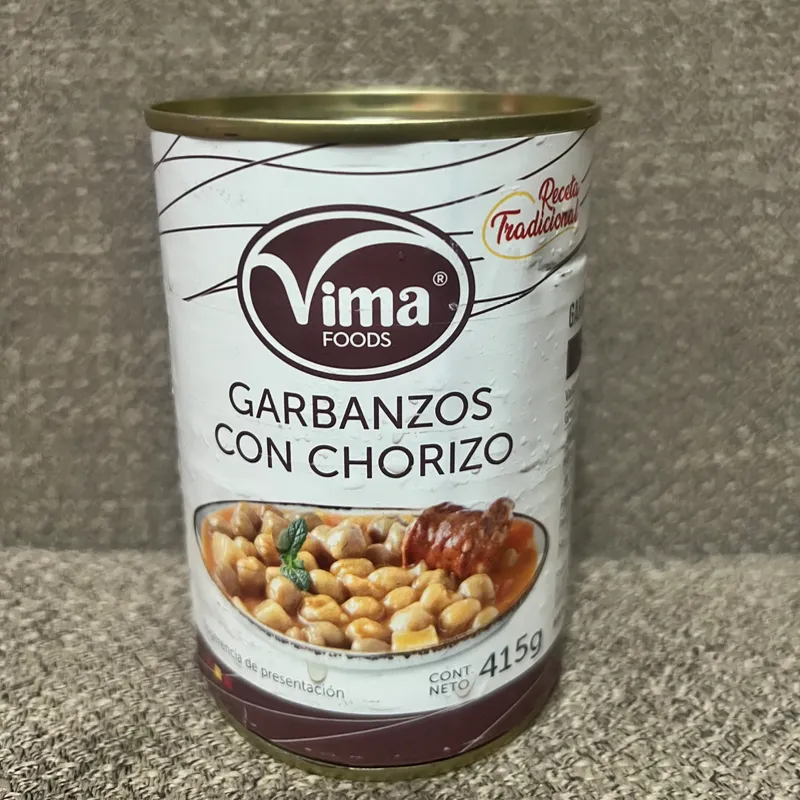 Receta
Tradicional
Vima®
FOODS
GARBANZOS
CON CHORIZO
de presentación
CONT.
NETO 415g